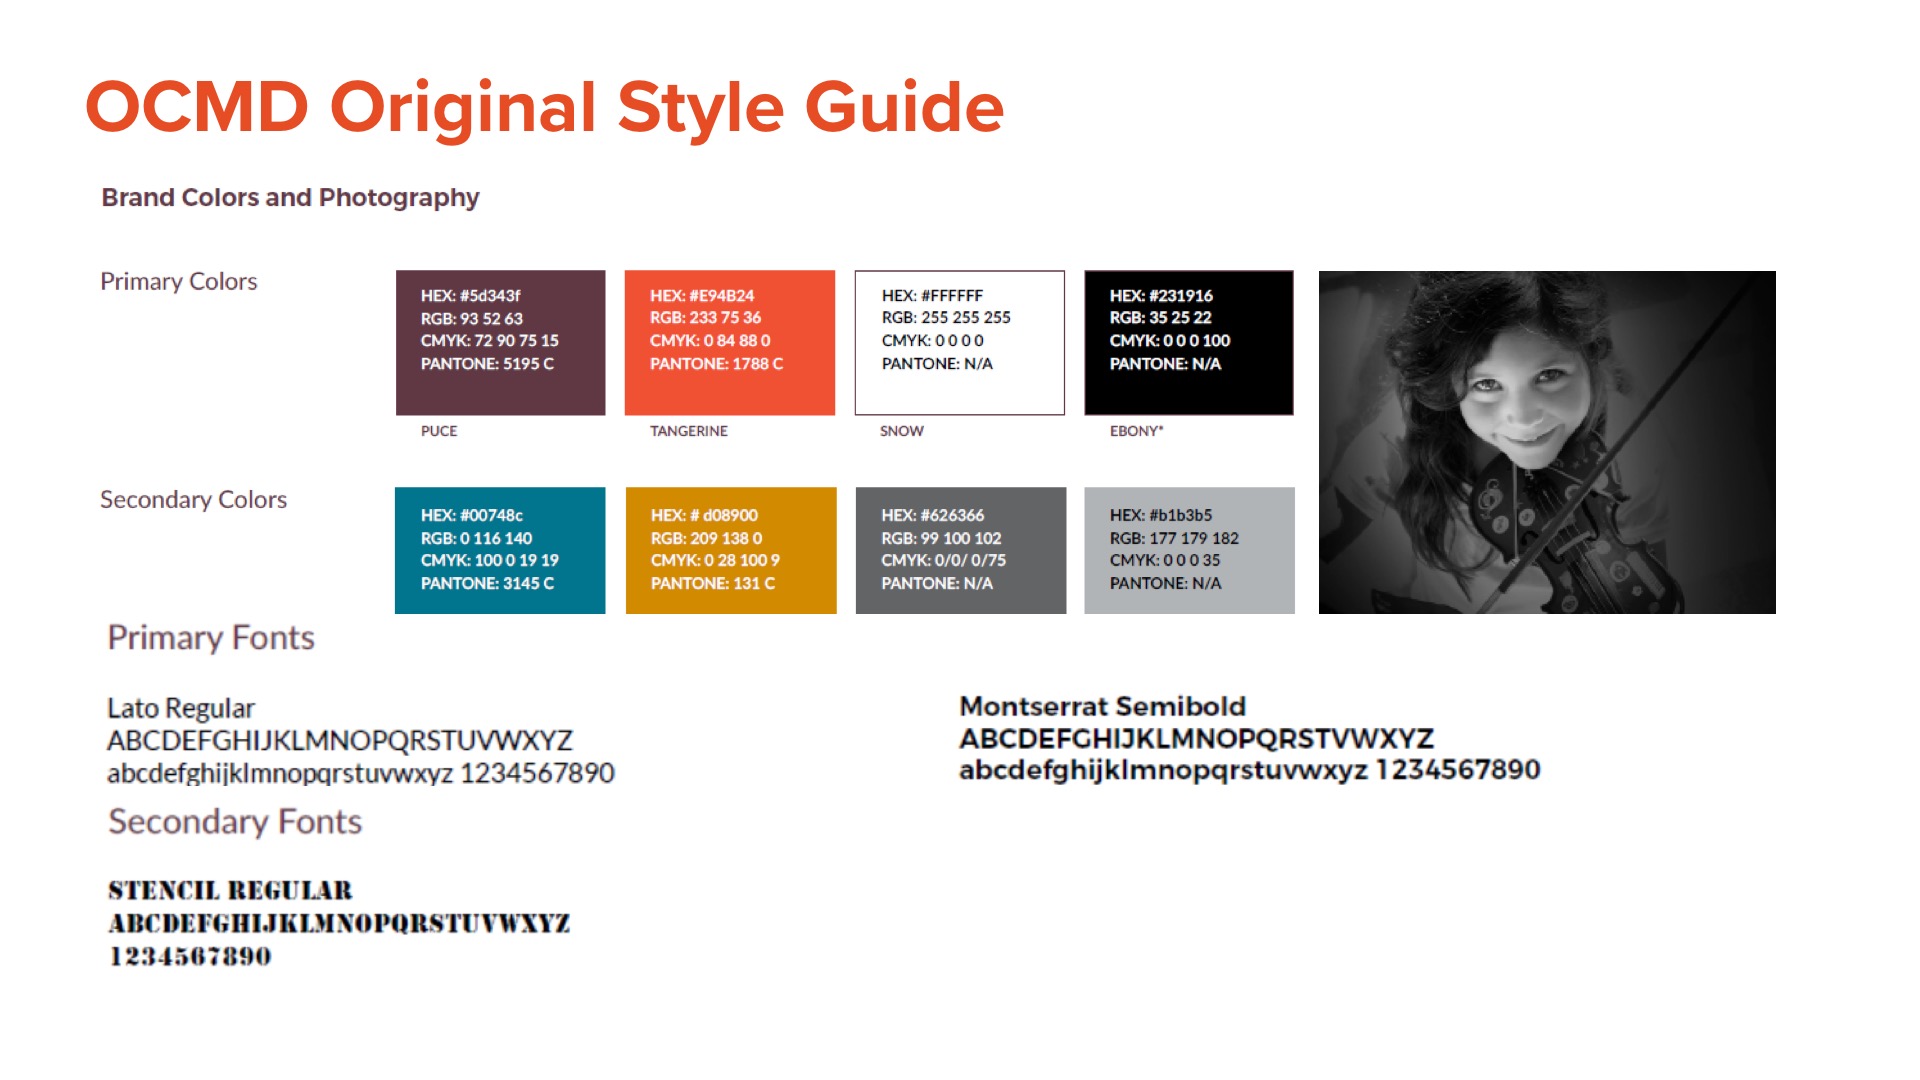 OCMD Original Style Guide
Brand Colors and Photography
Primary Colors
HEX: #5d343f
RGB: 93 52 63
CMYK: 72 90 75 15
PANTONE: 5195 C
PUCE
HEX: #E94B24
RGB: 233 75 36
CMYK: 0 84 88 0
PANTONE: 1788 C
TANGERINE
HEX: #FFFFFF
RGB: 255 255 255
CMYK: 0 0 0 0
PANTONE: N/A
SNOW
HEX: #231916
RGB: 35 25 22
CMYK: 0 0 0 100
PANTONE: N/A
EBONY*
Secondary Colors
HEX: #00748c
RGB: 0 116 140
CMYK: 100 0 19 19
PANTONE: 3145 C
HEX: # d08900
RGB: 209 138 0
CMYK: 0 28 100 9
PANTONE: 131 C
HEX: #626366
RGB: 99 100 102
CMYK: 0/0/ 0/75
PANTONE: N/A
HEX: #b1b3b5
RGB: 177 179 182
CMYK: 0 0 0 35
PANTONE: N/A
Primary Fonts
Lato Regular
ABCDEFGHIJKLMNOPQRSTUVWXYZ
abcdefghijklmnopqrstuvwxyz 1234567890
Montserrat Semibold
ABCDEFGHIJKLMNOPQRSTVWXYZ
abcdefghijklmnopqrstuvwxyz 1234567890
Secondary Fonts
STENCIL REGULAR
ABCDEFGHIJKLMNOPQRSTUVWXYZ
1234567890